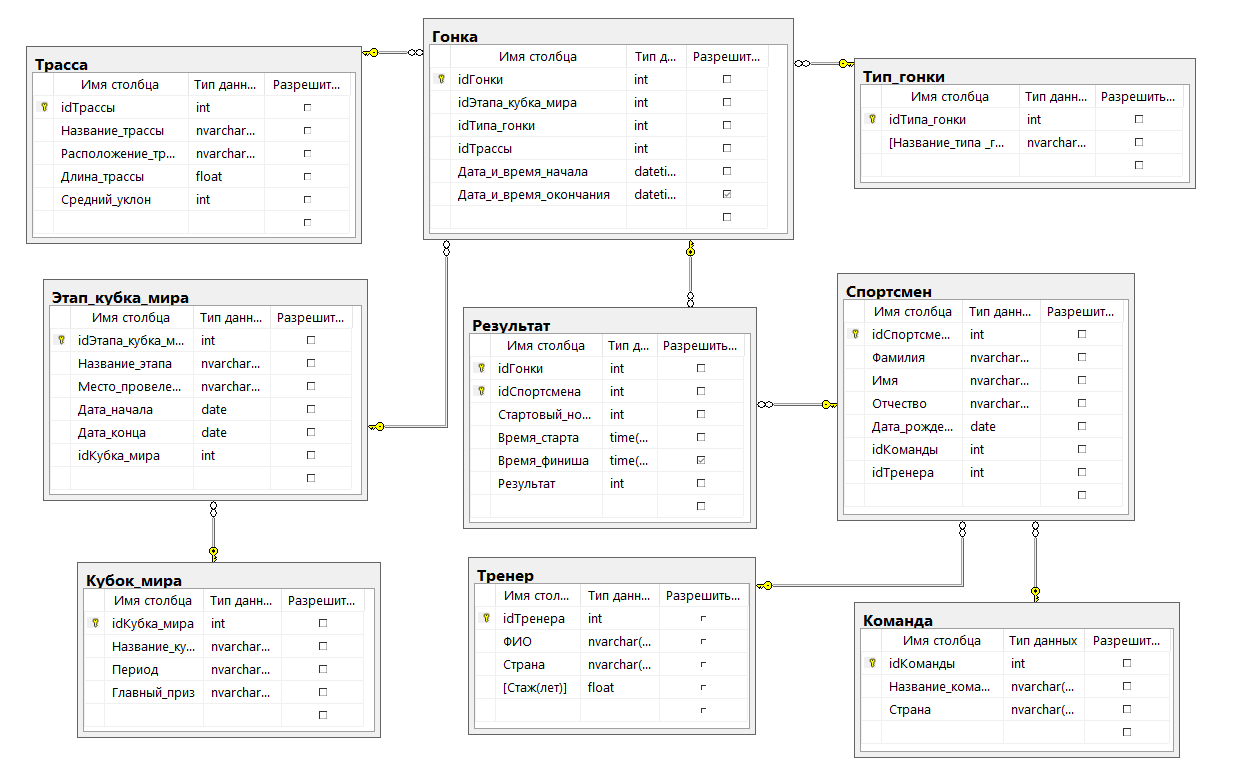 Трасса
Имя столбца Тип данн... Разрешит...
idТрассы int
Название_трассы nvarchar...
Расположение_тр... nvarchar...
Длина_трассы float
Средний_уклон int
Гонка
Имя столбца Тип д... Разрешит...
idГонки int
idЭтапа_кубка_мира int
idТипа_гонки int
idТрассы int
Дата_и_время_начала dateti...
Дата_и_время_окончания dateti...
Тип_гонки
Имя столбца Тип данн... Разрешить...
idТипа_гонки int
[Название_типа _г... nvarchar...
Этап_кубка_мира
Имя столбца Тип данн... Разрешит...
idЭтапа_кубка_м... int
Название_этапа nvarchar...
Место_провеле... nvarchar...
Дата_начала date
Дата_конца date
idКубка_мира int
Результат
Имя столбца Тип д... Разрешить...
idГонки int
idСпортсмена int
Стартовый_но... int
Время_старта time(...
Время_финиша time(...
Результат int
Спортсмен
Имя столбца Тип данн... Разрешит...
idСпортсме... int
Фамилия nvarchar...
Имя nvarchar...
Отчество nvarchar...
Дата_рожде... date
idКоманды int
idТренера int
Кубок_мира
Имя столбца Тип данн... Разрешит...
idКубка_мира int
Название_ку... nvarchar...
Период nvarchar...
Главный_приз nvarchar...
Тренер
Имя стол... Тип данн... Разрешить...
idТренера int
ФИО nvarchar(...
Страна nvarchar(...
[Стаж(лет)] float
Команда
Имя столбца Тип данных Разрешит...
idКоманды int
Название_кома... nvarchar(...
Страна nvarchar(...